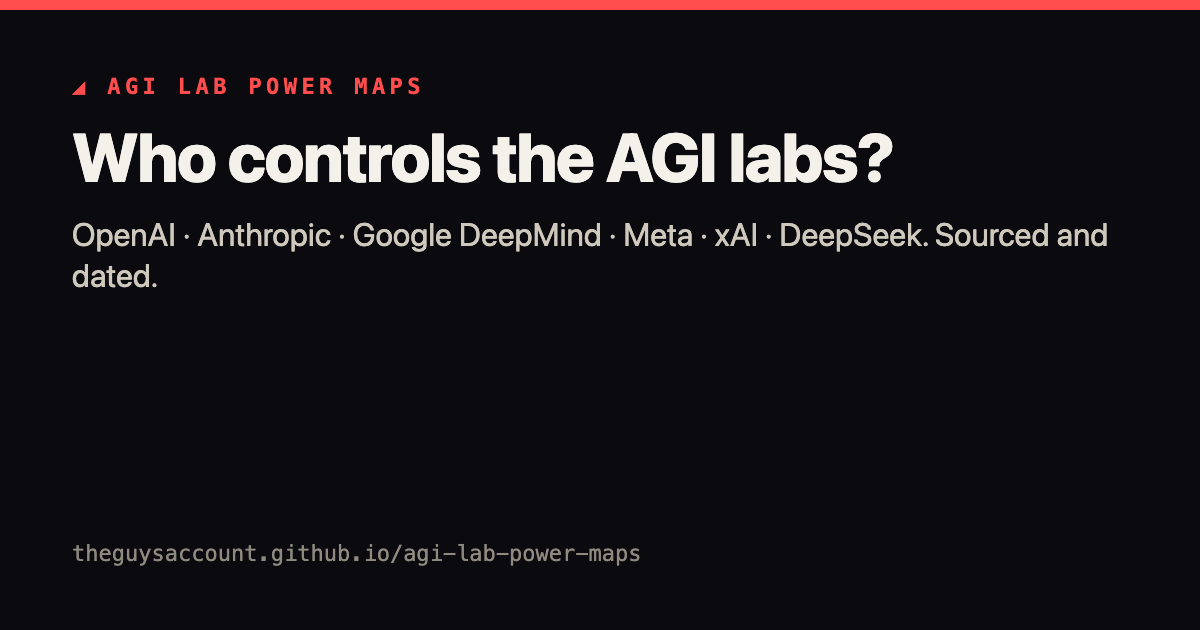 AGI LAB POWER MAPS
Who controls the AGI labs?
OpenAI · Anthropic · Google DeepMind · Meta · xAI · DeepSeek. Sourced and
dated.
theguysaccount.github.io/agi-lab-power-maps